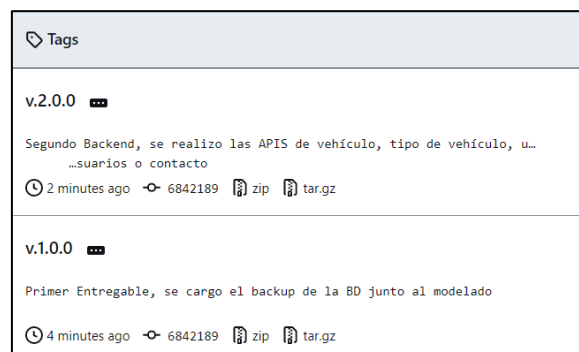 Tags
v.2.0.0
Segundo Backend, se realizo las APIS de vehículo, tipo de vehículo, u…
…suarios o contacto
2 minutes ago 6842189 zip tar.gz
v.1.0.0
Primer Entregable, se cargo el backup de la BD junto al modelado
4 minutes ago 6842189 zip tar.gz